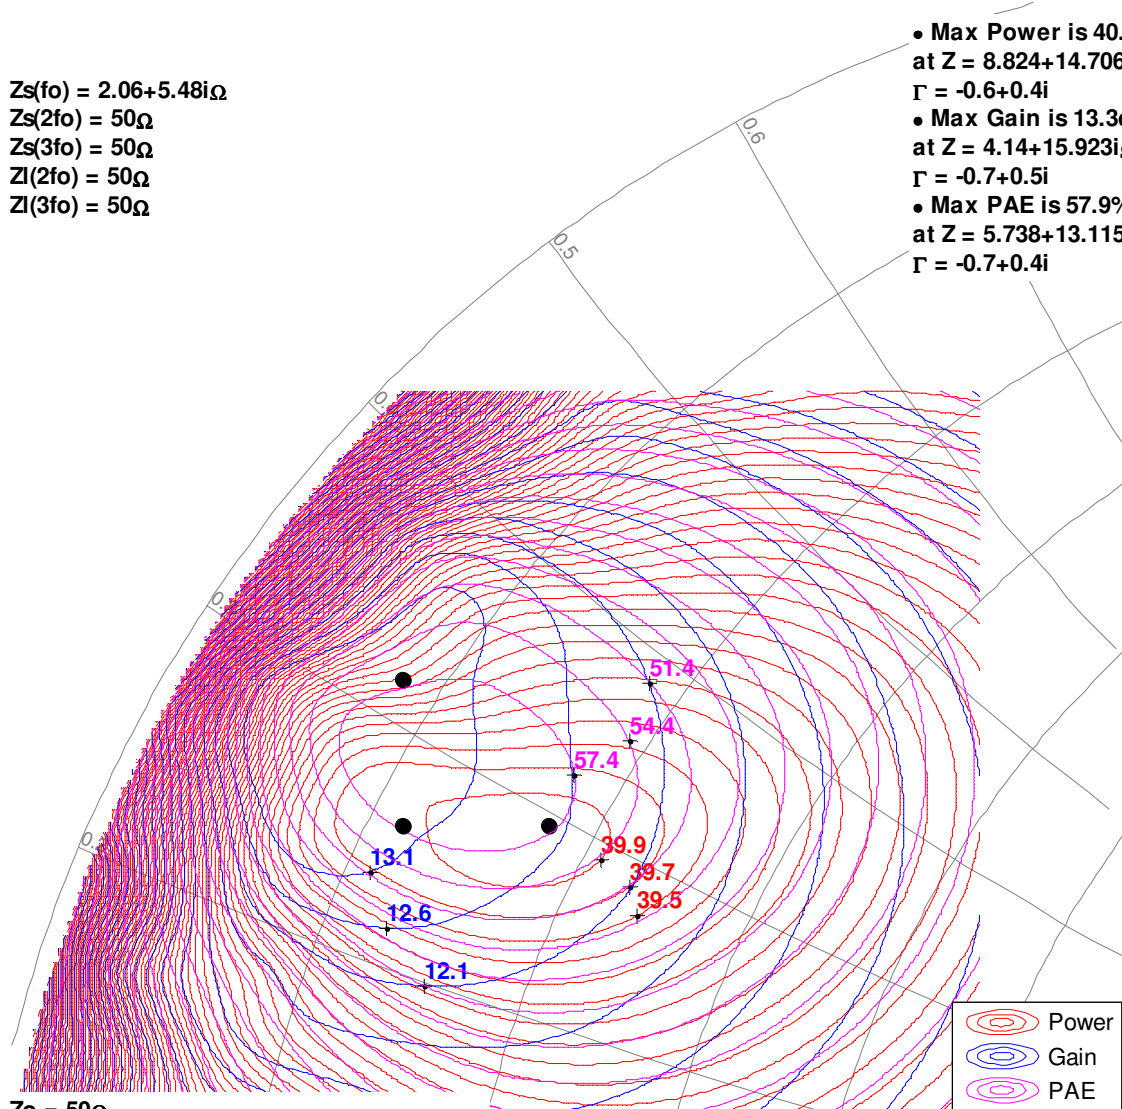 • Max Power is 40.
at Z = 8.824+14.706
Γ = -0.6+0.4i
• Max Gain is 13.3
at Z = 4.14+15.923i
Γ = -0.7+0.5i
• Max PAE is 57.9%
at Z = 5.738+13.115
Γ = -0.7+0.4i
Zs(fo) = 2.06+5.48iΩ
Zs(2fo) = 50Ω
Zs(3fo) = 50Ω
Zl(2fo) = 50Ω
Zl(3fo) = 50Ω
0.6
0.5
51.4
54.4
57.4
39.9
13.1
39.7
39.5
12.6
12.1
Power
Gain
PAE
Zo = 50Ω